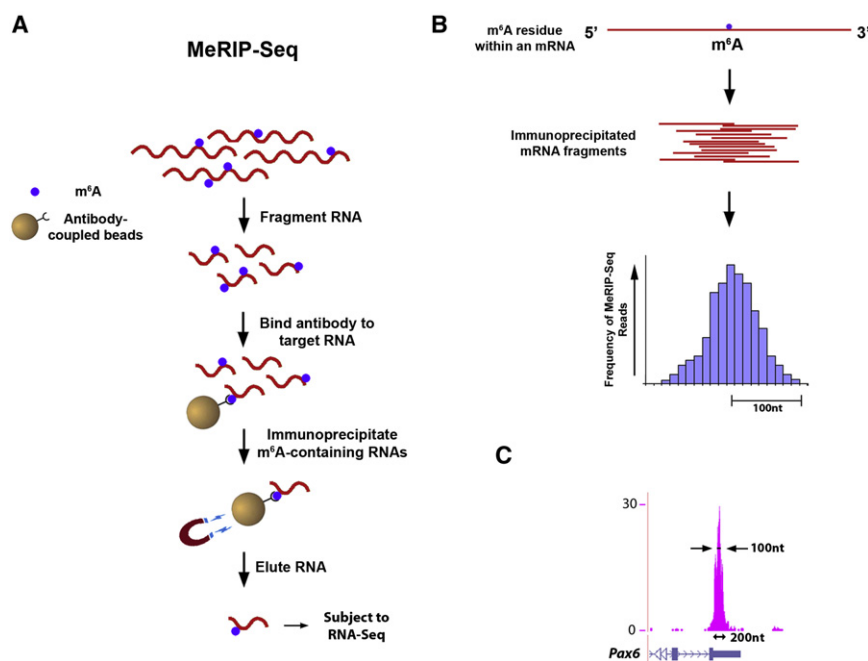 A
MeRIP-Seq
m⁶A
Antibody-
coupled beads
Fragment RNA
Bind antibody to
target RNA
Immunoprecipitate
m⁶A-containing RNAs
Elute RNA
Subject to
RNA-Seq
B
m⁶A residue
within an mRNA
5’
3’
m⁶A
Immunoprecipitated
mRNA fragments
Frequency of MeRIP-Seq
Reads
100nt
C
30
100nt
0
200nt
Pax6